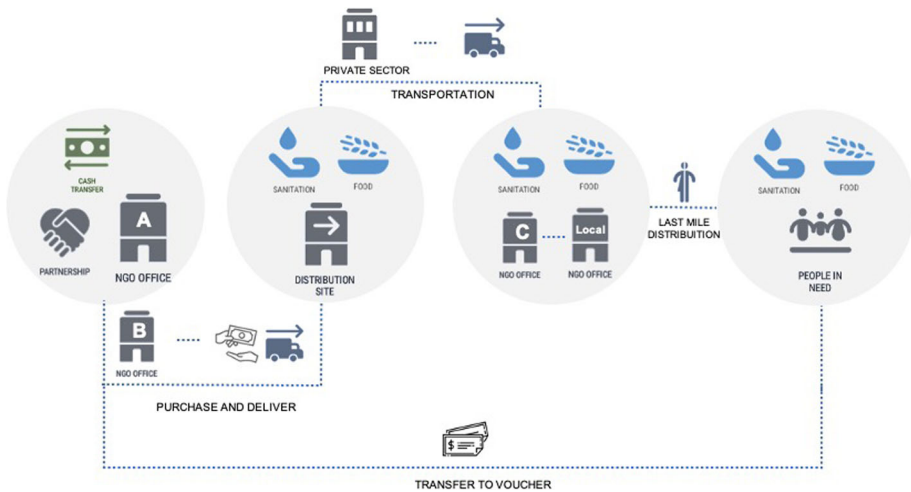 PRIVATE SECTOR
TRANSPORTATION
CASH
TRANSFER
PARTNERSHIP
A
NGO OFFICE
SANITATION
FOOD
DISTRIBUTION
SITE
SANITATION
FOOD
C
Local
NGO OFFICE
NGO OFFICE
LAST MILE
DISTRIBUITION
SANITATION
FOOD
PEOPLE IN
NEED
B
NGO OFFICE
PURCHASE AND DELIVER
$
TRANSFER TO VOUCHER